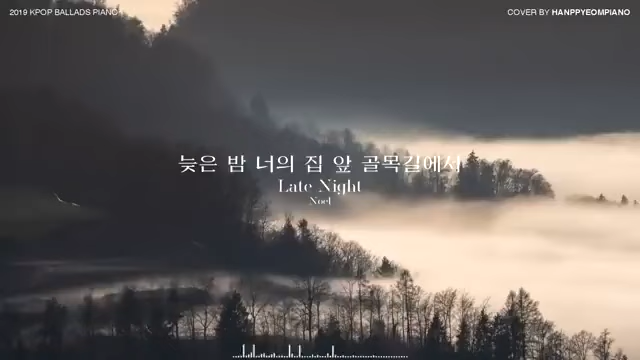 2019 KPOP BALLADS PIANO
COVER BY HANPPYEOMPIANO
늦은 밤 너의 집 앞 골목길에서
Late Night
Noel